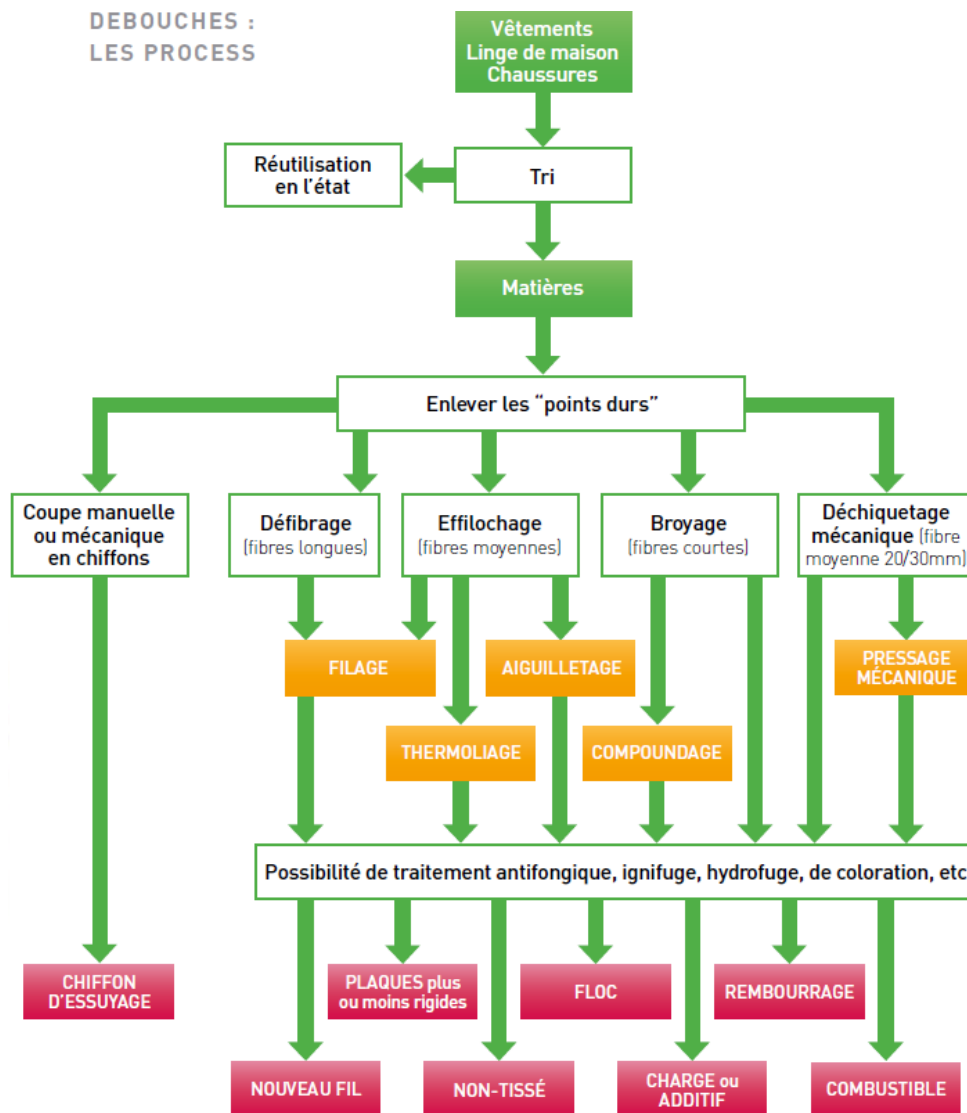 DEBOUCHES :
LES PROCESS
Vêtements
Linge de maison
Chaussures
Réutilisation
en l'état
Tri
Matières
Enlever les “points durs”
Coupe manuelle
ou mécanique
en chiffons
Défibrage
(fibres longues)
Effilochage
(fibres moyennes)
Broyage
(fibres courtes)
Déchiquetage
mécanique (fibre
moyenne 20/30mm)
FILAGE
AIGUILLETAGE
PRESSAGE
MÉCANIQUE
THERMOLIAGE
COMPOUNDAGE
Possibilité de traitement antifongique, ignifuge, hydrofuge, de coloration, etc
CHIFFON
D'ESSUYAGE
PLAQUES plus
ou moins rigides
FLOC
REMBOURRAGE
NOUVEAU FIL
NON-TISSÉ
CHARGE ou
ADDITIF
COMBUSTIBLE